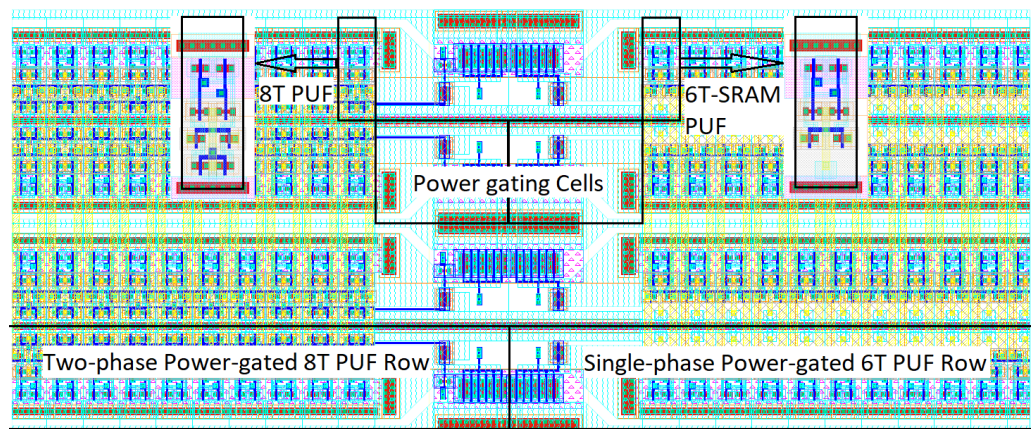 8T PUF
6T-SRAM
PUF
Power gating Cells
Two-phase Power-gated 8T PUF Row
Single-phase Power-gated 6T PUF Row